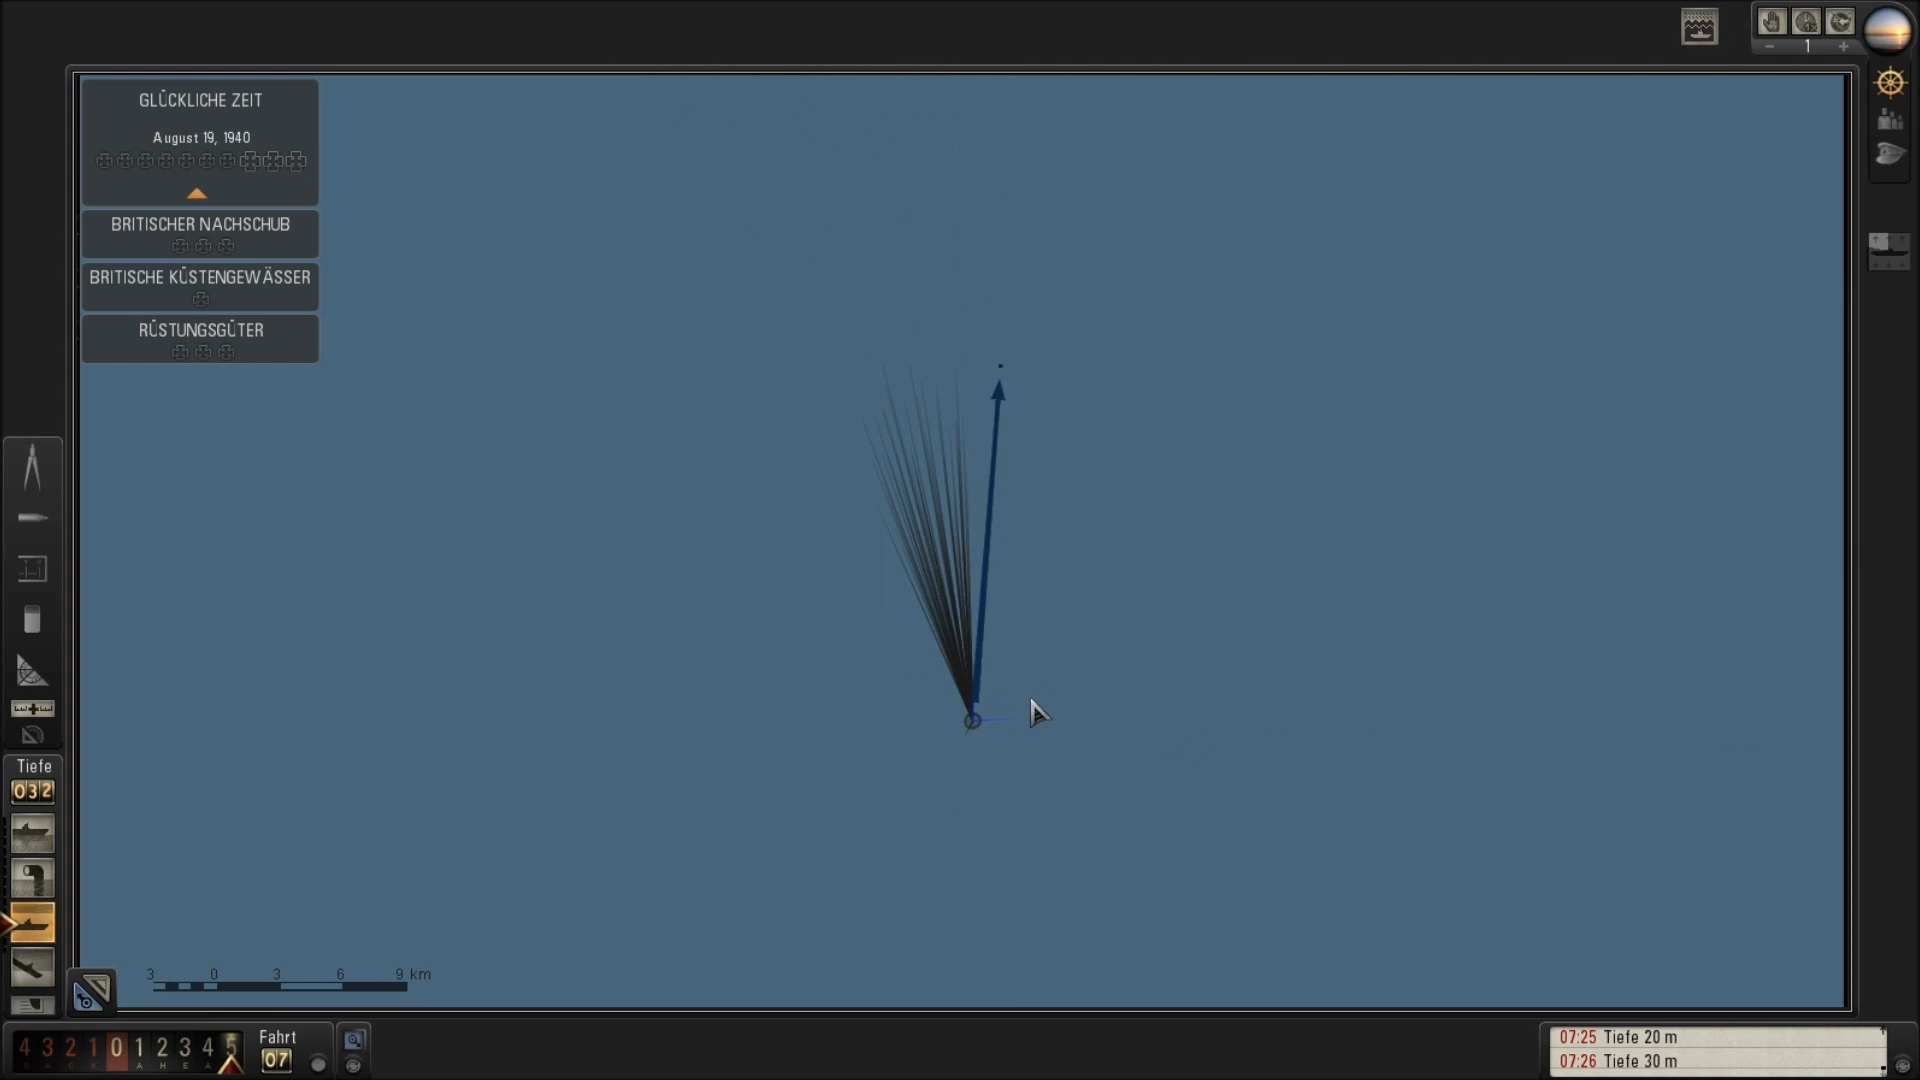 1
GLÜCKLICHE ZEIT
August 19, 1940
BRITISCHER NACHSCHUB
BRITISCHE KÜSTENGEWÄSSER
RÜSTUNGSGÜTER
Tiefe
032
3 0 3 6 9 km
4 3 2 1 0 1 2 3 4 5
Fahrt
07
07:25 Tiefe 20 m
07:26 Tiefe 30 m